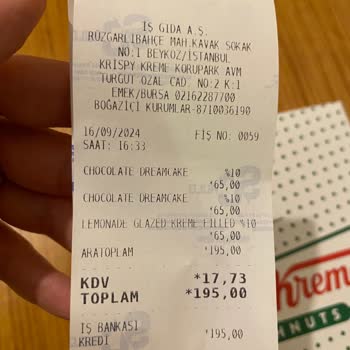 İŞ GIDA A.Ş.
RÜZGARLIBAHÇE MAH.KAVAK SOKAK
NO:1 BEYKOZ/İSTANBUL
KRISPY KREME KORUPARK AVM
TURGUT ÖZAL CAD. NO:2 K:1
EMEK/BURSA 02162287700
BOĞAZİÇİ KURUMLAR-8710036190
16/09/2024 FİŞ NO: 0059
SAAT: 16:33
CHOCOLATE DREAMCAKE %10
*65,00
CHOCOLATE DREAMCAKE %10
*65,00
LEMONADE GLAZED KREME FILLED %10
*65,00
ARATOPLAM *195,00
KDV *17,73
TOPLAM *195,00
İŞ BANKASI *195,00
KREDİ